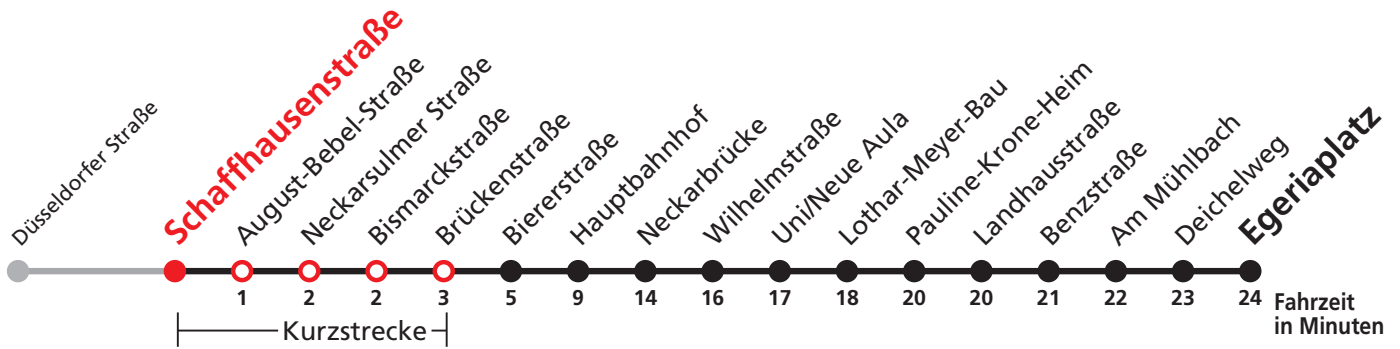 Düsseldorfer Straße
Schaffhausenstraße
August-Bebel-Straße
Neckarsulmer Straße
Bismarckstraße
Brückenstraße
Biererstraße
Hauptbahnhof
Neckarbrücke
Wilhelmstraße
Uni/Neue Aula
Lothar-Meyer-Bau
Pauline-Krone-Heim
Landhausstraße
Benzstraße
Am Mühlbach
Deichelweg
Egeriaplatz
1 2 2 3 5 9 14 16 17 18 20 20 21 22 23 24
Fahrzeit
in Minuten
Kurzstrecke